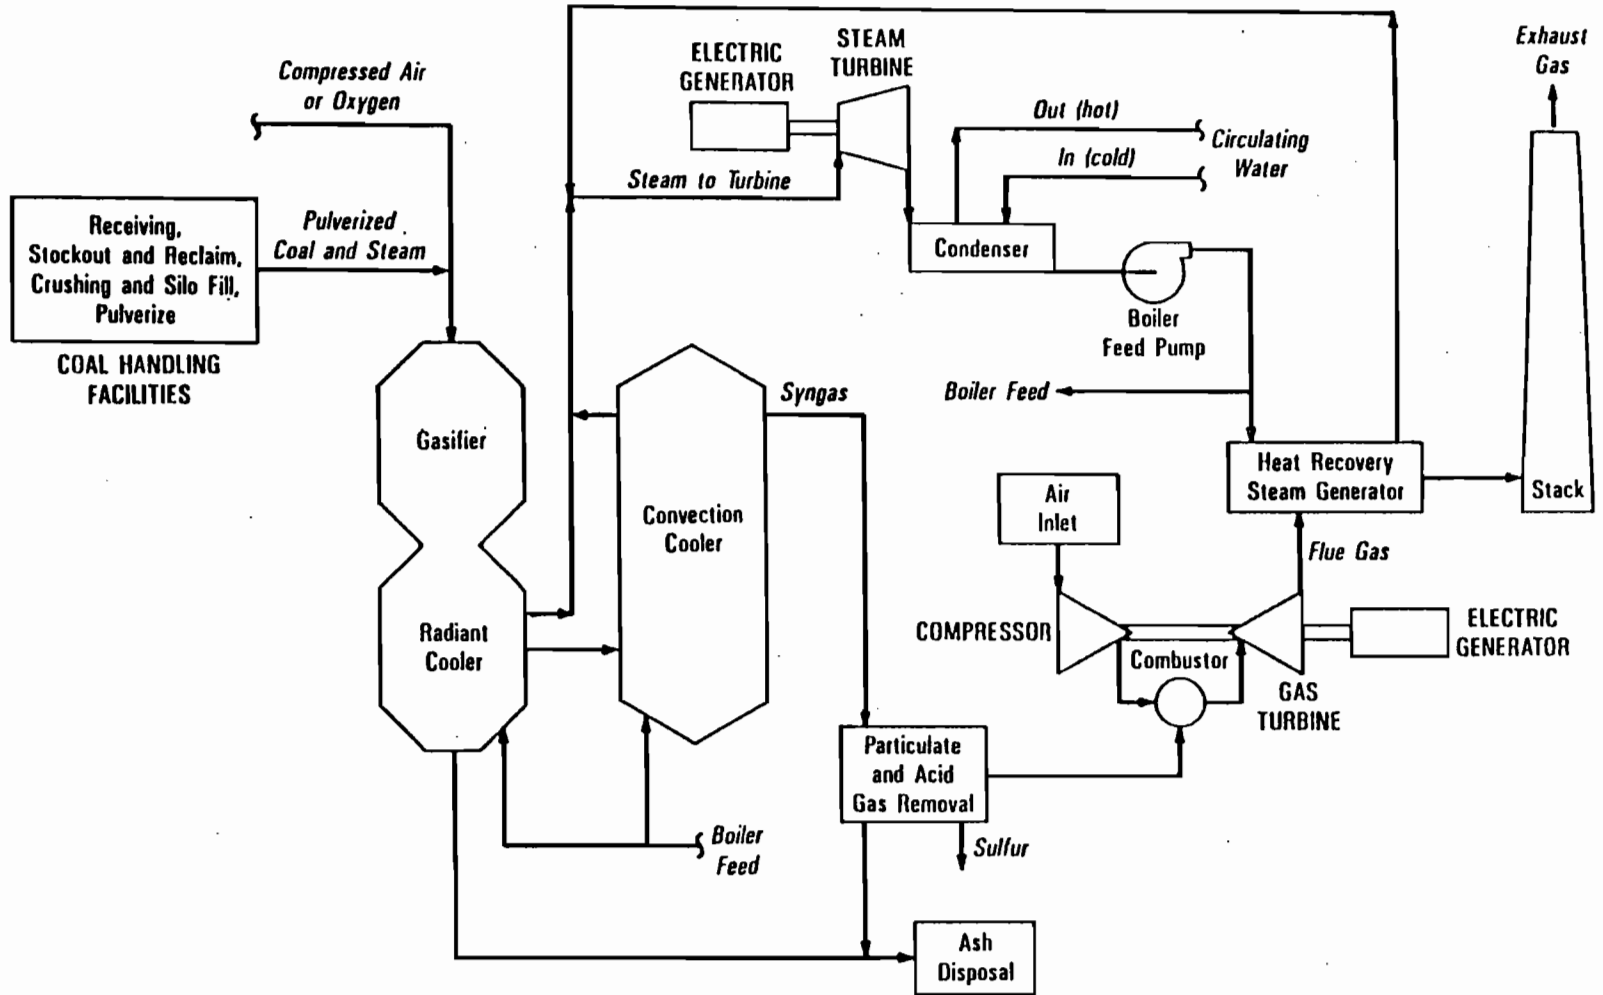 Compressed Air
or Oxygen
Receiving,
Stockout and Reclaim,
Crushing and Silo Fill,
Pulverize
COAL HANDLING
FACILITIES
Pulverized
Coal and Steam
Gasifier
Radiant
Cooler
Convection
Cooler
Boiler
Feed
Syngas
ELECTRIC
GENERATOR
STEAM
TURBINE
Steam to Turbine
Out (hot)
In (cold)
Circulating
Water
Condenser
Boiler
Feed Pump
Boiler Feed
Heat Recovery
Steam Generator
Exhaust
Gas
Stack
Air
Inlet
Flue Gas
COMPRESSOR
Combustor
GAS
TURBINE
ELECTRIC
GENERATOR
Particulate
and Acid
Gas Removal
Sulfur
Ash
Disposal